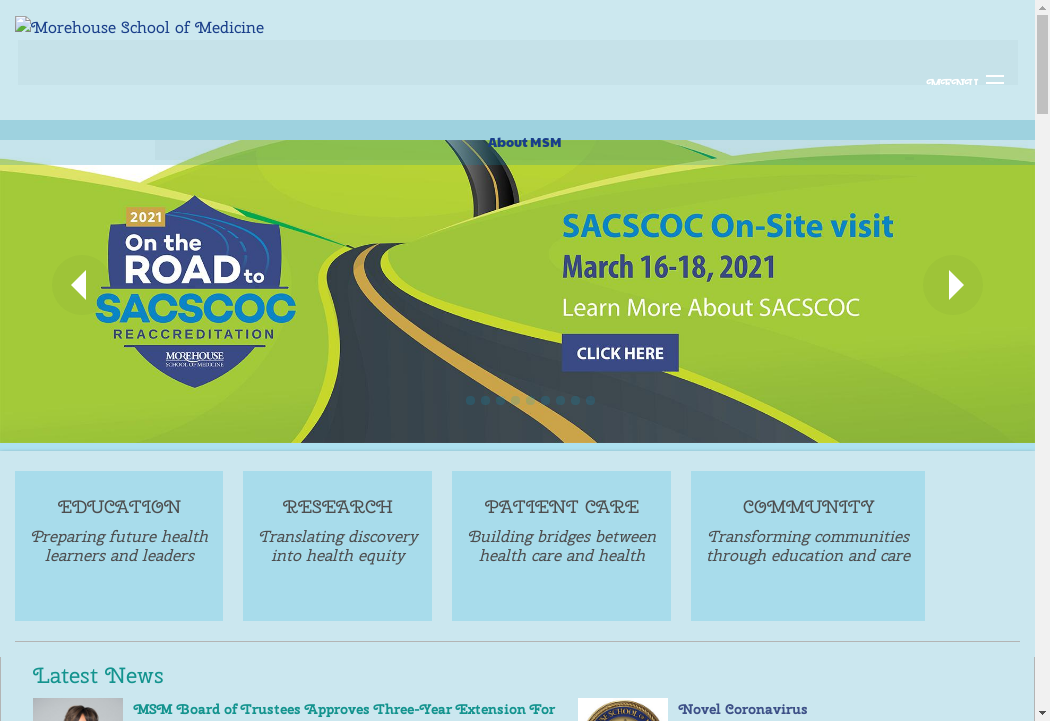 Morehouse School of Medicine
About MSM
2021
On the
ROAD to
SACSCOC
REACCREDITATION
MOREHOUSE
SCHOOL OF MEDICINE
SACSCOC On-Site visit
March 16-18, 2021
Learn More About SACSCOC
CLICK HERE
EDUCATION
Preparing future health
learners and leaders
RESEARCH
Translating discovery
into health equity
PATIENT CARE
Building bridges between
health care and health
COMMUNITY
Transforming communities
through education and care
Latest News
MSM Board of Trustees Approves Three-Year Extension For
Novel Coronavirus